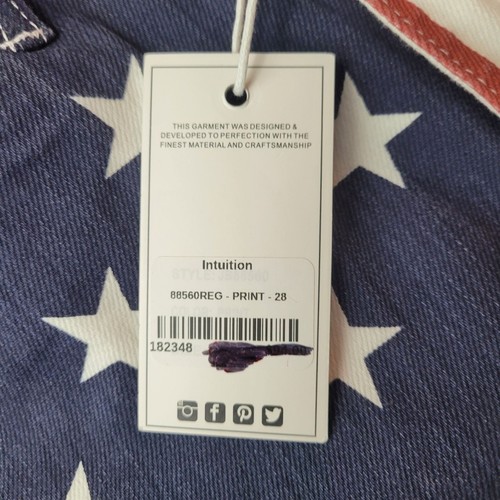 THIS GARMENT WAS DESIGNED &
DEVELOPED TO PERFECTION WITH THE
FINEST MATERIAL AND CRAFTSMANSHIP
Intuition
88560REG - PRINT - 28
182348